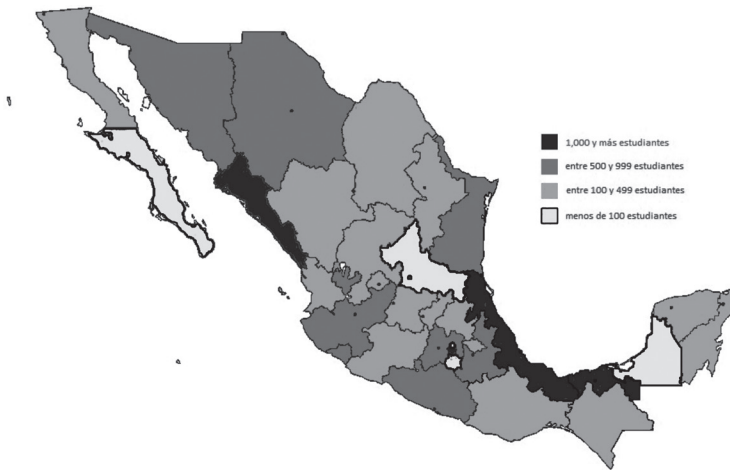 1,000 y más estudiantes
entre 500 y 999 estudiantes
entre 100 y 499 estudiantes
menos de 100 estudiantes